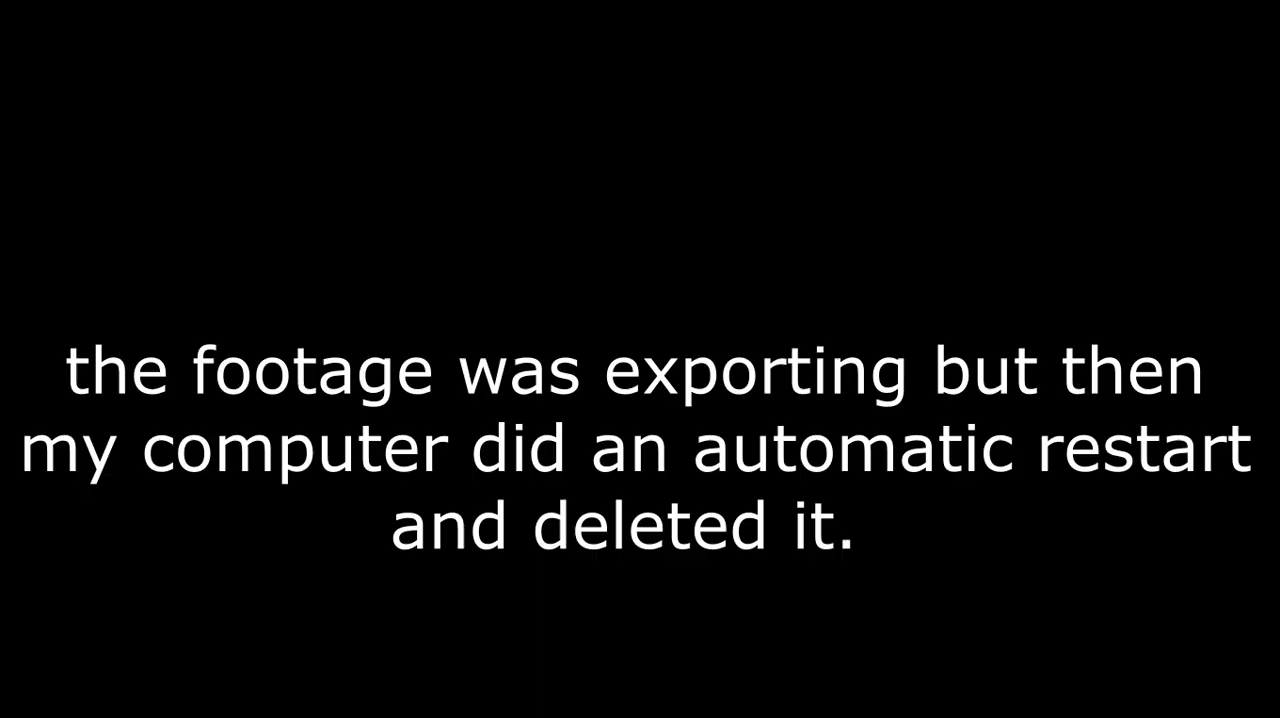 the footage was exporting but then
my computer did an automatic restart
and deleted it.